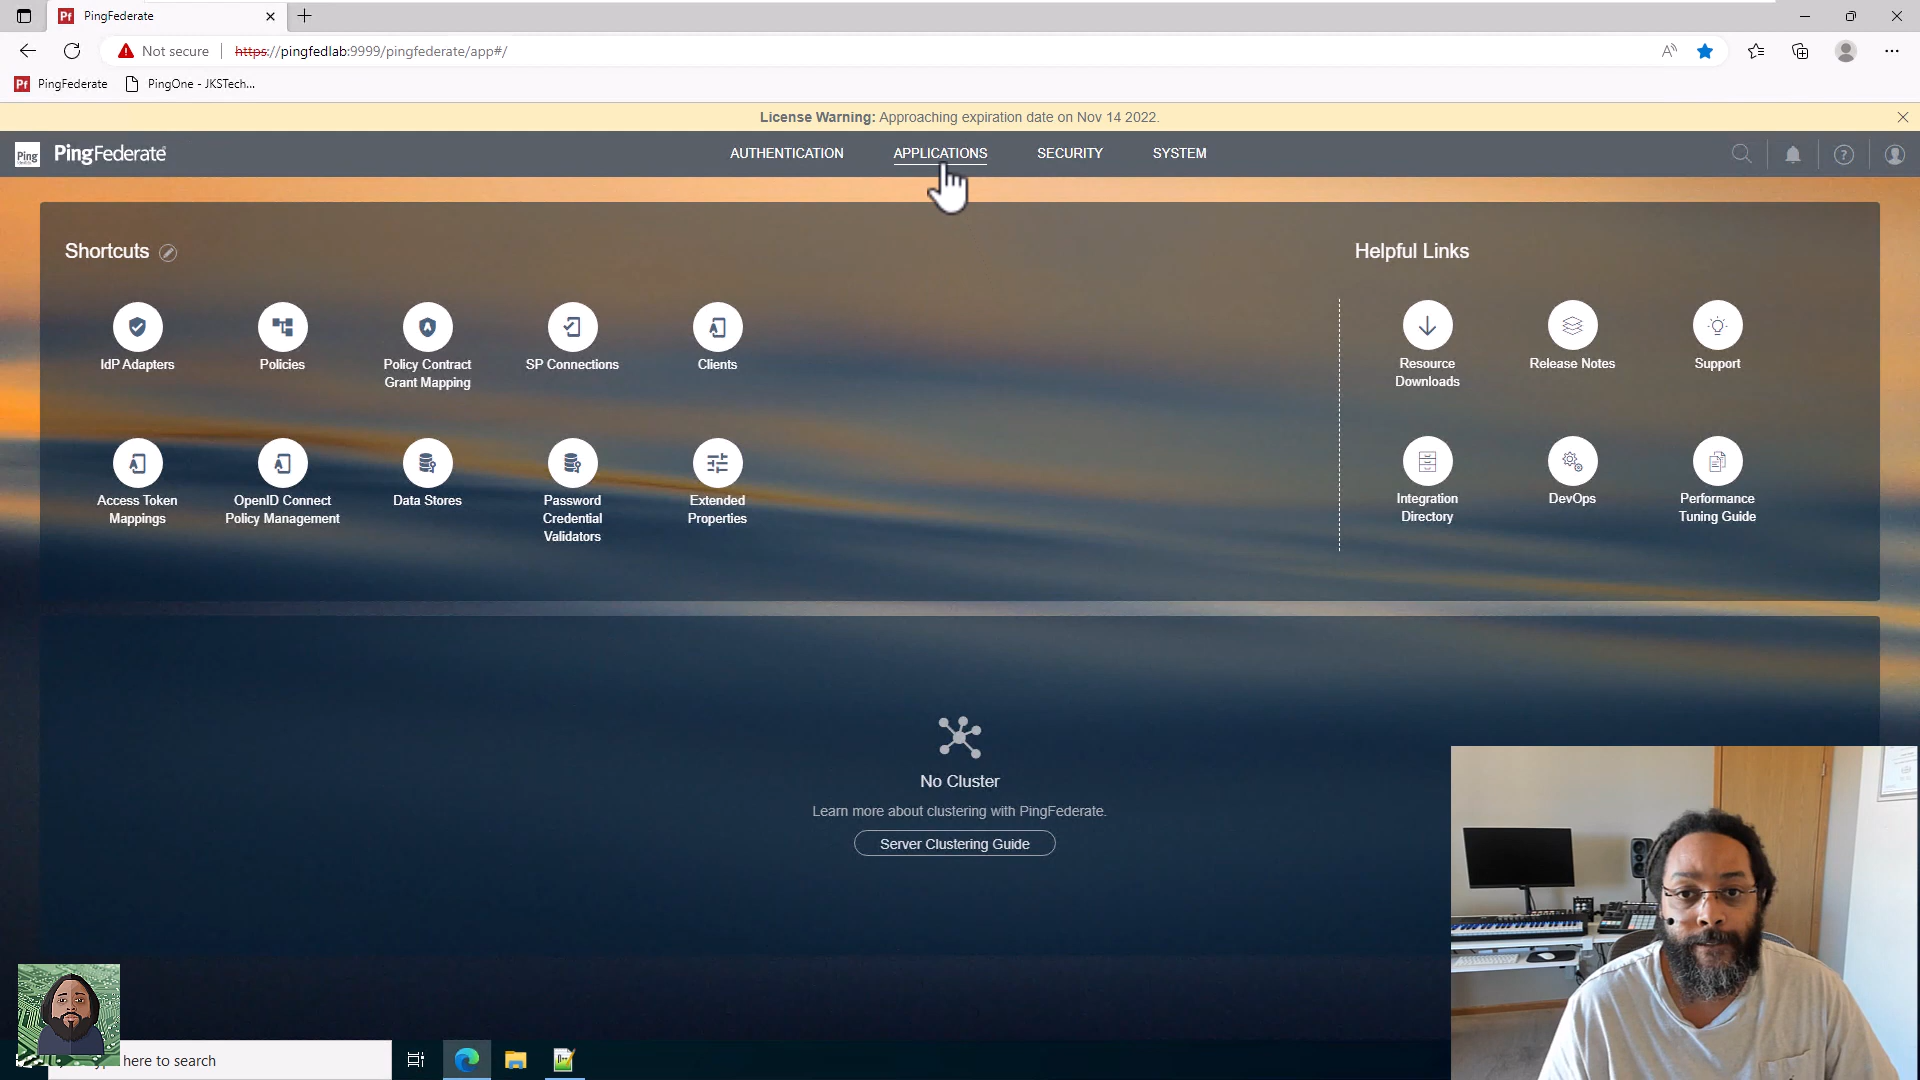 PingFederate
Not secure
https://pingfedlab:9999/pingfederate/app#/
PingFederate
PingOne - JKSTech...
License Warning: Approaching expiration date on Nov 14 2022.
Ping
PingFederate
AUTHENTICATION
APPLICATIONS
SECURITY
SYSTEM
Shortcuts
Helpful Links
IdP Adapters
Policies
Policy Contract
Grant Mapping
SP Connections
Clients
Resource
Downloads
Release Notes
Support
Access Token
Mappings
OpenID Connect
Policy Management
Data Stores
Password
Credential
Validators
Extended
Properties
Integration
Directory
DevOps
Performance
Tuning Guide
No Cluster
Learn more about clustering with PingFederate.
Server Clustering Guide
here to search